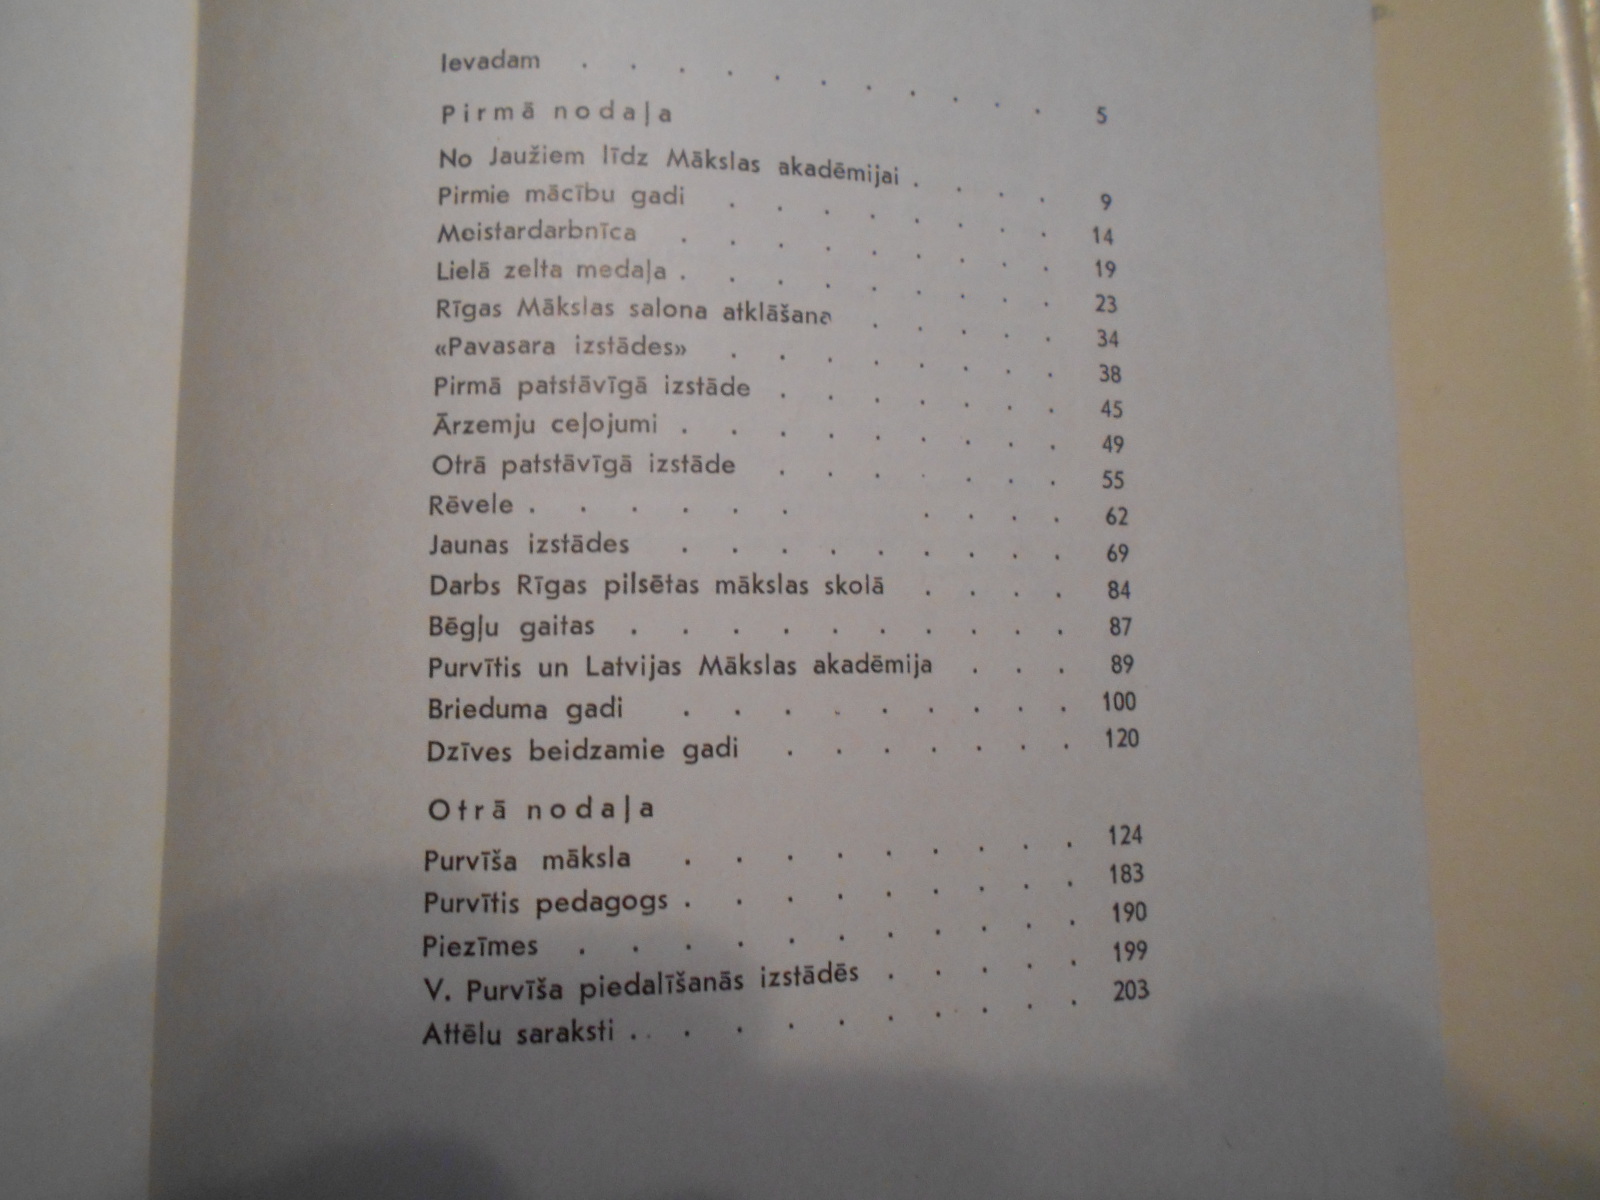 Ievadam . . . . . . . . . . 5
Pirmā nodaļa
No Jaužiem līdz Mākslas akadēmijai . . . . 9
Pirmie mācību gadi . . . . . . . 14
Meistardarbnīca . . . . . . . . 19
Lielā zelta medaļa . . . . . . . . 23
Rīgas Mākslas salona atklāšana . . . . . 34
«Pavasara izstādes» . . . . . . . 38
Pirmā patstāvīgā izstāde . . . . . . 45
Ārzemju ceļojumi . . . . . . . . 49
Otrā patstāvīgā izstāde . . . . . . 55
Rēvele . . . . . . . . . . 62
Jaunas izstādes . . . . . . . . 69
Darbs Rīgas pilsētas mākslas skolā . . . . 84
Bēgļu gaitas . . . . . . . . . 87
Purvītis un Latvijas Mākslas akadēmija . . . 89
Brieduma gadi . . . . . . . . 100
Dzīves beidzamie gadi . . . . . . 120
Otrā nodaļa
Purvīša māksla . . . . . . . . 124
Purvītis pedagogs . . . . . . . . 183
Piezīmes . . . . . . . . . . 190
V. Purvīša piedalīšanās izstādēs . . . . . 199
Attēlu saraksti . . . . . . . . . 203